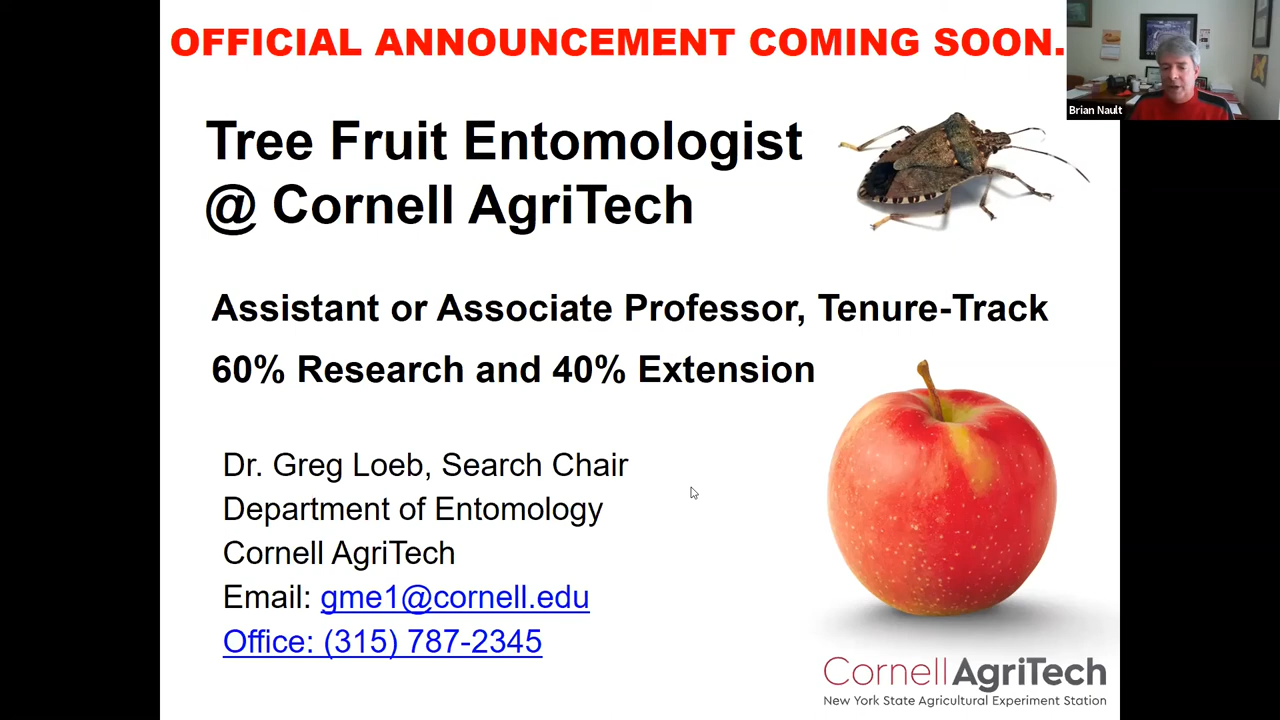 OFFICIAL ANNOUNCEMENT COMING SOON.
Brian Nault
Tree Fruit Entomologist
@ Cornell AgriTech
Assistant or Associate Professor, Tenure-Track
60% Research and 40% Extension
Dr. Greg Loeb, Search Chair
Department of Entomology
Cornell AgriTech
Email: gme1@cornell.edu
Office: (315) 787-2345
CornellAgriTech
New York State Agricultural Experiment Station